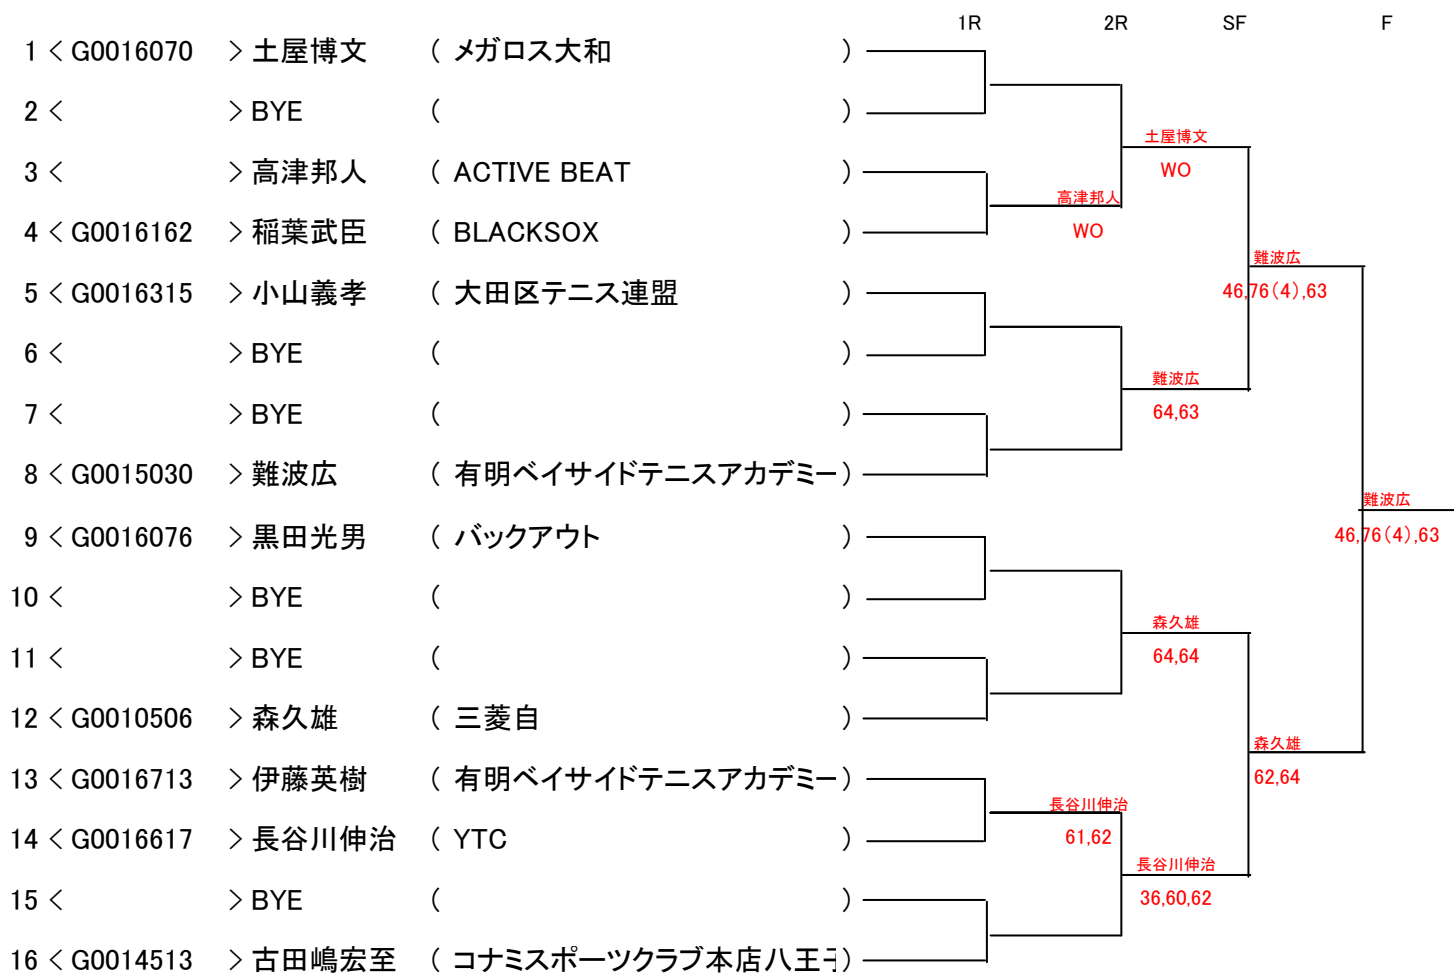 1R 2R SF F
1 < G0016070 > 土屋博文 ( メガロス大和 )
2 < > BYE ( )
土屋博文
3 < > 高津邦人 ( ACTIVE BEAT )
WO
高津邦人
4 < G0016162 > 稲葉武臣 ( BLACKSOX )
WO
難波広
5 < G0016315 > 小山義孝 ( 大田区テニス連盟 )
46,76(4),63
6 < > BYE ( )
難波広
7 < > BYE ( )
64,63
8 < G0015030 > 難波広 ( 有明ベイサイドテニスアカデミー )
難波広
9 < G0016076 > 黒田光男 ( バックアウト )
46,76(4),63
10 < > BYE ( )
森久雄
11 < > BYE ( )
64,64
12 < G0010506 > 森久雄 ( 三菱自 )
森久雄
13 < G0016713 > 伊藤英樹 ( 有明ベイサイドテニスアカデミー )
62,64
長谷川伸治
14 < G0016617 > 長谷川伸治 ( YTC )
61,62
長谷川伸治
15 < > BYE ( )
36,60,62
16 < G0014513 > 古田嶋宏至 ( コナミスポーツクラブ本店八王 )